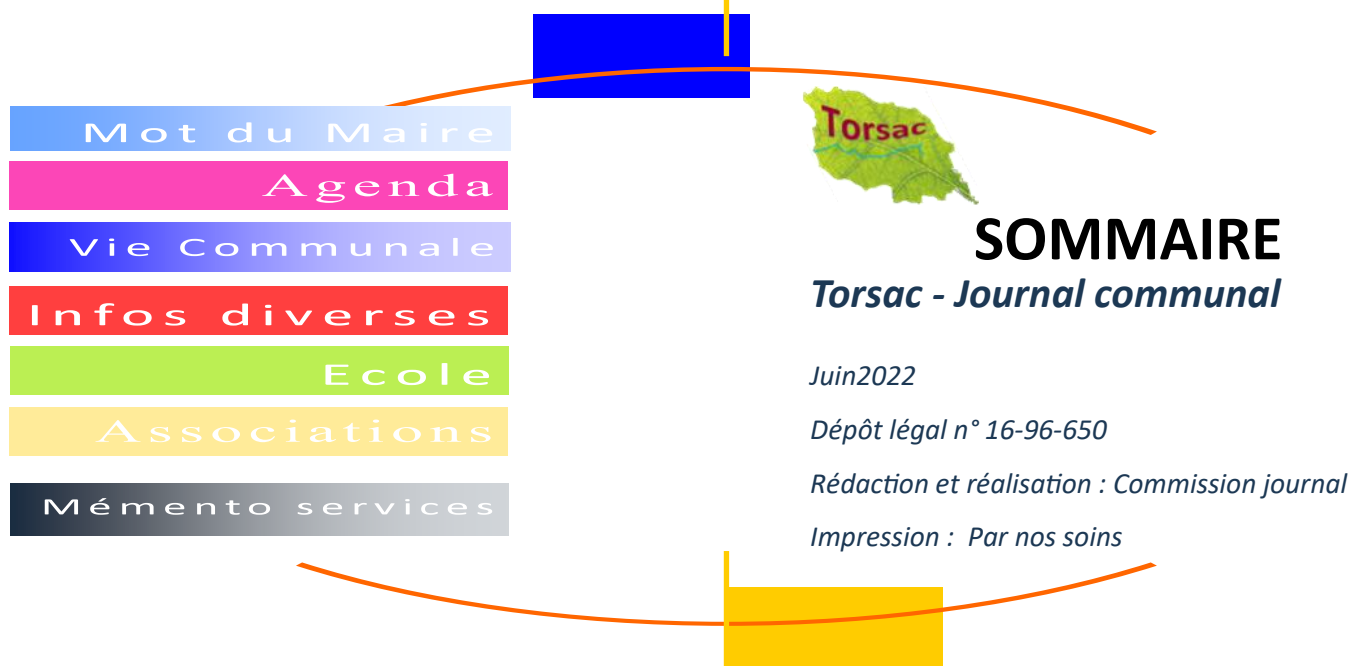 Mot du Maire
Agenda
Vie Communale
Infos diverses
Ecole
Associations
Mémento services
Torsac
SOMMAIRE
Torsac - Journal communal
Juin2022
Dépôt légal n° 16-96-650
Rédaction et réalisation : Commission journal
Impression : Par nos soins